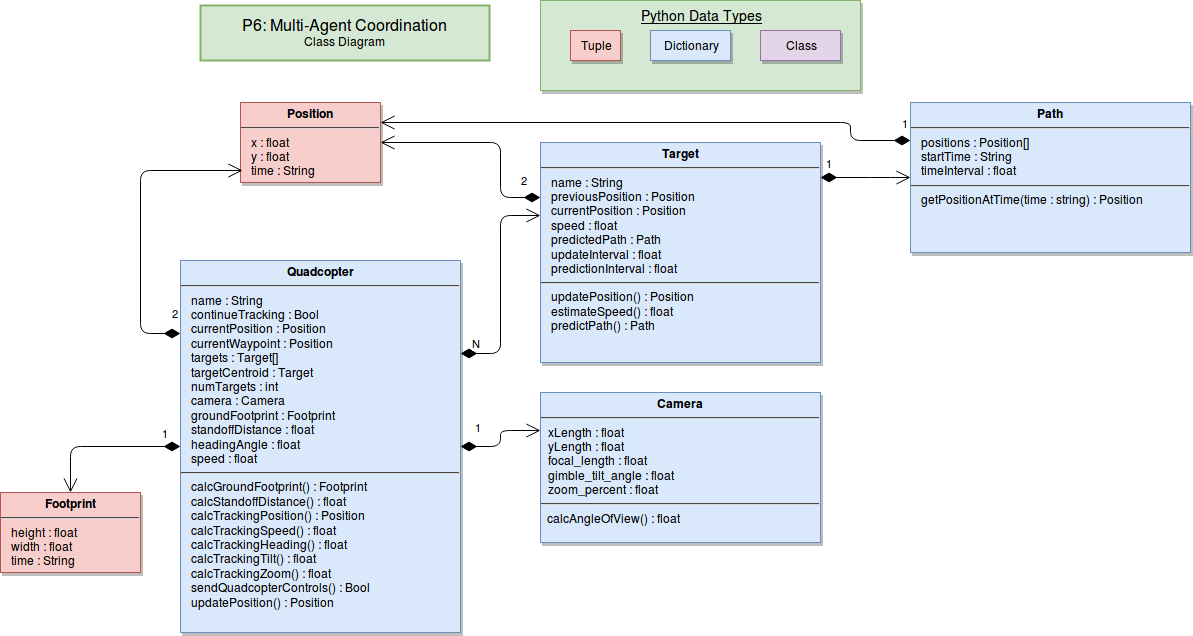 P6: Multi-Agent Coordination
Class Diagram
Python Data Types
Tuple
Dictionary
Class
Position
x : float
y : float
time : String
Path
positions : Position[]
startTime : String
timeInterval : float
getPositionAtTime(time : string) : Position
1
Target
name : String
previousPosition : Position
currentPosition : Position
speed : float
predictedPath : Path
updateInterval : float
predictionInterval : float
updatePosition() : Position
estimateSpeed() : float
predictPath() : Path
1
2
Quadcopter
name : String
continueTracking : Bool
currentPosition : Position
currentWaypoint : Position
targets : Target[]
targetCentroid : Target
numTargets : int
camera : Camera
groundFootprint : Footprint
standoffDistance : float
headingAngle : float
speed : float
calcGroundFootprint() : Footprint
calcStandoffDistance() : float
calcTrackingPosition() : Position
calcTrackingSpeed() : float
calcTrackingHeading() : float
calcTrackingTilt() : float
calcTrackingZoom() : float
sendQuadcopterControls() : Bool
updatePosition() : Position
2
N
1
1
Camera
xLength : float
yLength : float
focal_length : float
gimble_tilt_angle : float
zoom_percent : float
calcAngleOfView() : float
Footprint
height : float
width : float
time : String